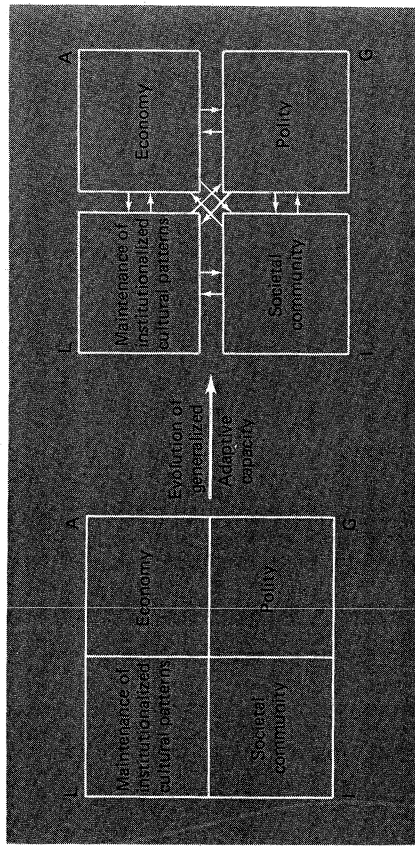 L
A
Maintenance of
institutionalized
cultural patterns
Economy
Societal
community
Polity
I
G
Evolution of
generalized
Adaptive
capacity
L
A
Maintenance of
institutionalized
cultural patterns
Economy
Societal
community
Polity
I
G